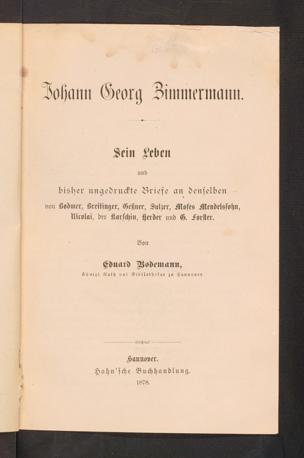 Johann Georg Zimmermann.
Sein Leben
und
bisher ungedruckte Briefe an denselben
von Bodmer, Breitinger, Geßner, Sulzer, Moses Mendelssohn,
Nicolai, der Karschin, Herder und G. Forster.
Von
Eduard Bodemann,
Königl. Rath und Bibliothekar zu Hannover.
Hannover.
Hahn'sche Buchhandlung.
1878.